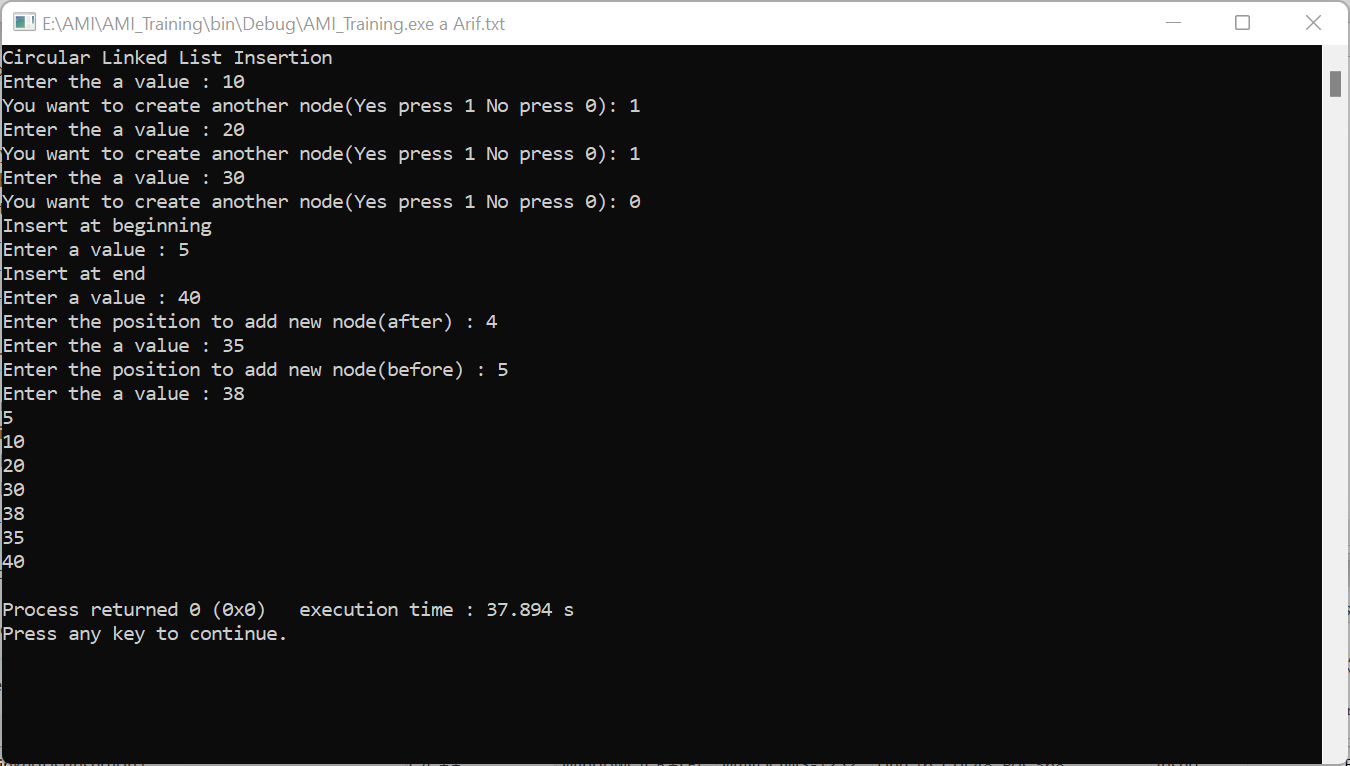 E:\AMI\AMI_Training\bin\Debug\AMI_Training.exe a Arif.txt
Circular Linked List Insertion
Enter the a value : 10
You want to create another node(Yes press 1 No press 0): 1
Enter the a value : 20
You want to create another node(Yes press 1 No press 0): 1
Enter the a value : 30
You want to create another node(Yes press 1 No press 0): 0
Insert at beginning
Enter a value : 5
Insert at end
Enter a value : 40
Enter the position to add new node(after) : 4
Enter the a value : 35
Enter the position to add new node(before) : 5
Enter the a value : 38
5
10
20
30
38
35
40
Process returned 0 (0x0)   execution time : 37.894 s
Press any key to continue.